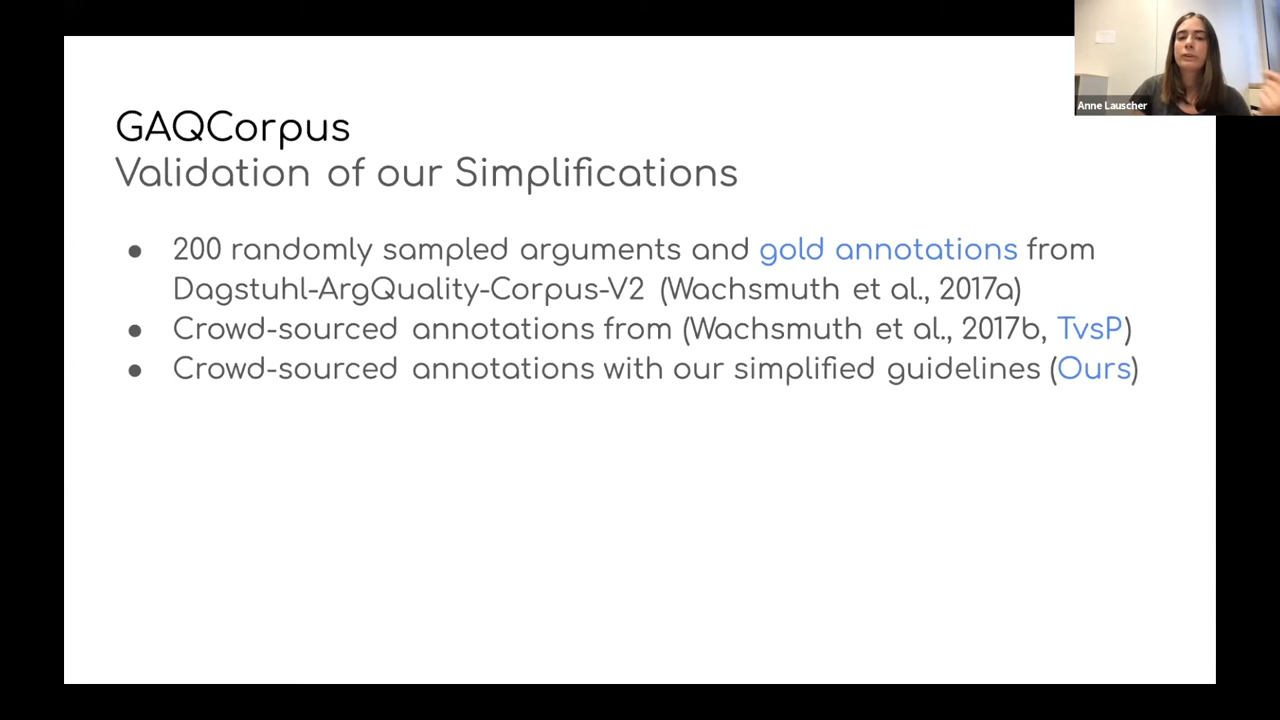 GAQCorpus
Validation of our Simplifications
● 200 randomly sampled arguments and gold annotations from
Dagstuhl-ArgQuality-Corpus-V2 (Wachsmuth et al., 2017a)
● Crowd-sourced annotations from (Wachsmuth et al., 2017b, TvsP)
● Crowd-sourced annotations with our simplified guidelines (Ours)
Anne Lauscher